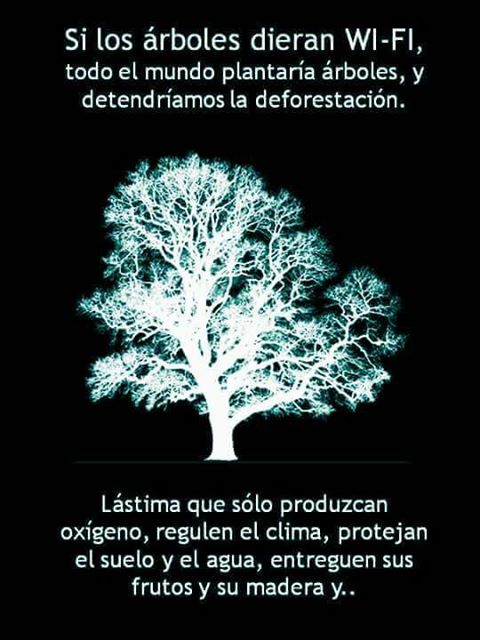 Si los árboles dieran WI-FI,
todo el mundo plantaría árboles, y
detendríamos la deforestación.
Lástima que sólo produzcan
oxígeno, regulen el clima, protejan
el suelo y el agua, entreguen sus
frutos y su madera y..